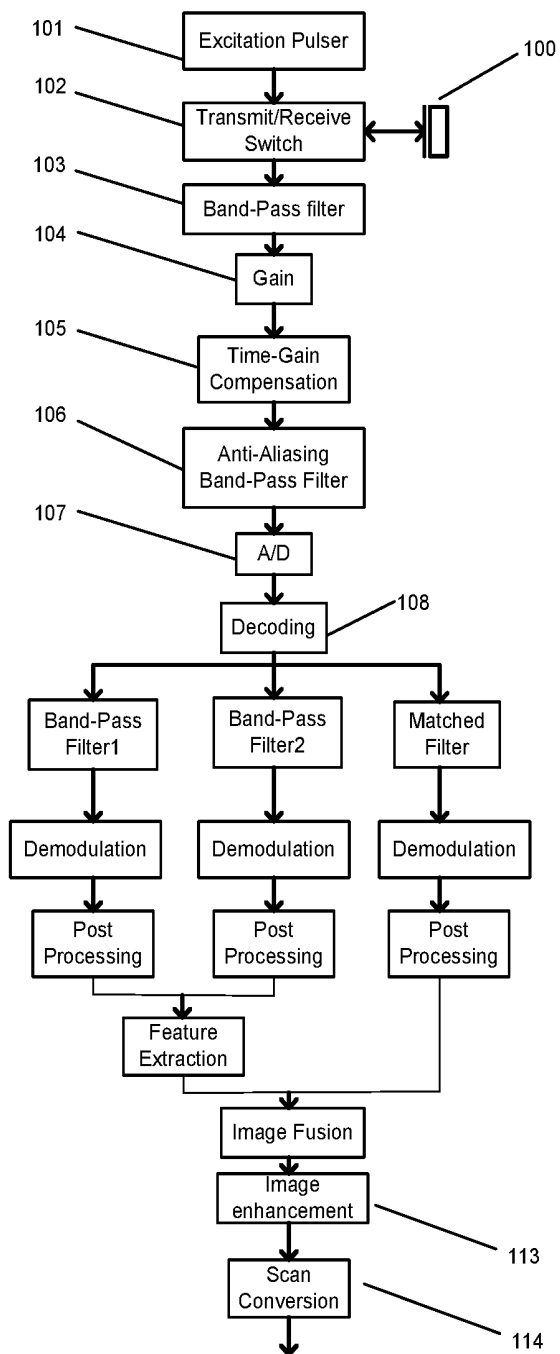 101
Excitation Pulser
100
102
Transmit/Receive
Switch
103
Band-Pass filter
104
Gain
105
Time-Gain
Compensation
106
Anti-Aliasing
Band-Pass Filter
107
A/D
108
Decoding
Band-Pass
Filter1
Band-Pass
Filter2
Matched
Filter
Demodulation
Demodulation
Demodulation
Post
Processing
Post
Processing
Post
Processing
Feature
Extraction
Image Fusion
Image
enhancement
113
Scan
Conversion
114